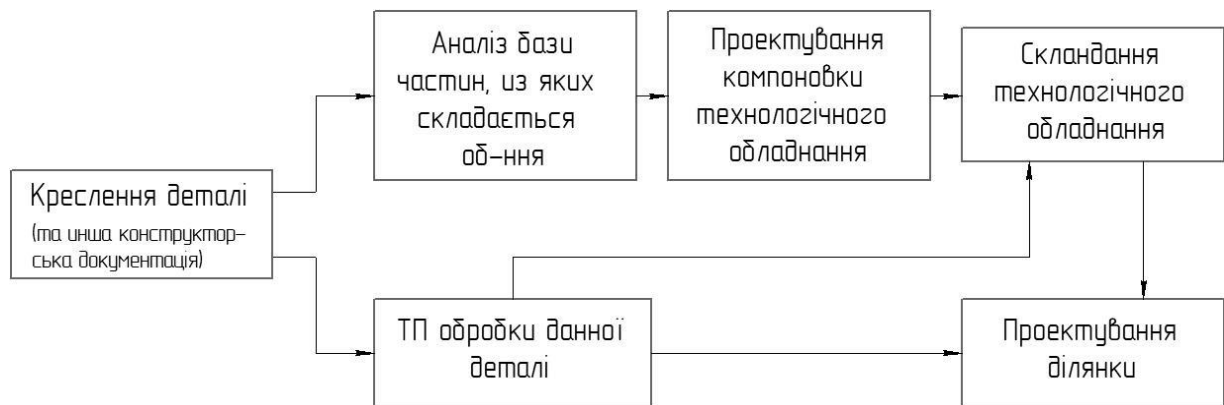 Аналіз бази
частин, из яких
складається
об-ння
Проектування
компоновки
технологічного
обладнання
Скландання
технологічного
обладнання
Креслення деталі
(та инша конструктор-
ська документація)
ТП обробки данної
деталі
Проектування
ділянки